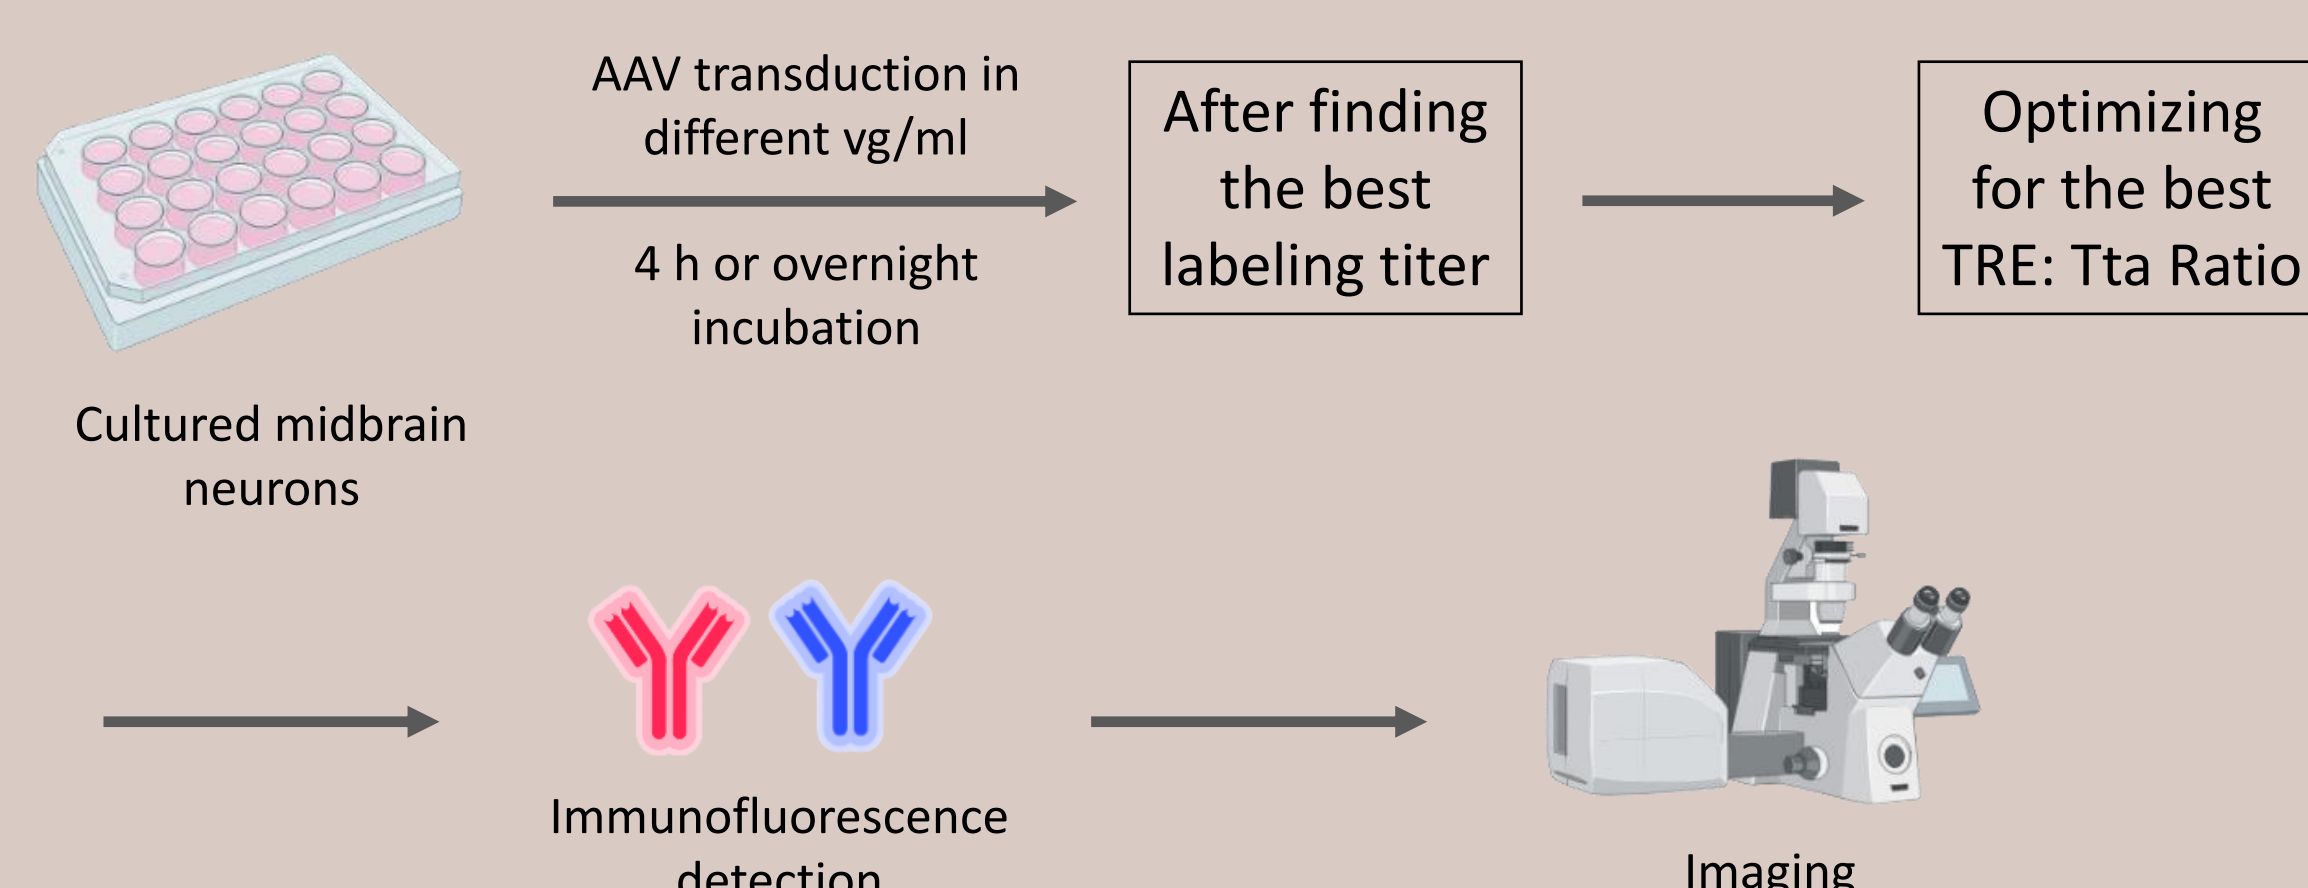 AAV transduction in
different vg/ml
4 h or overnight
incubation
After finding
the best
labeling titer
Optimizing
for the best
TRE: Tta Ratio
Cultured midbrain
neurons
Immunofluorescence
detection
Imaging